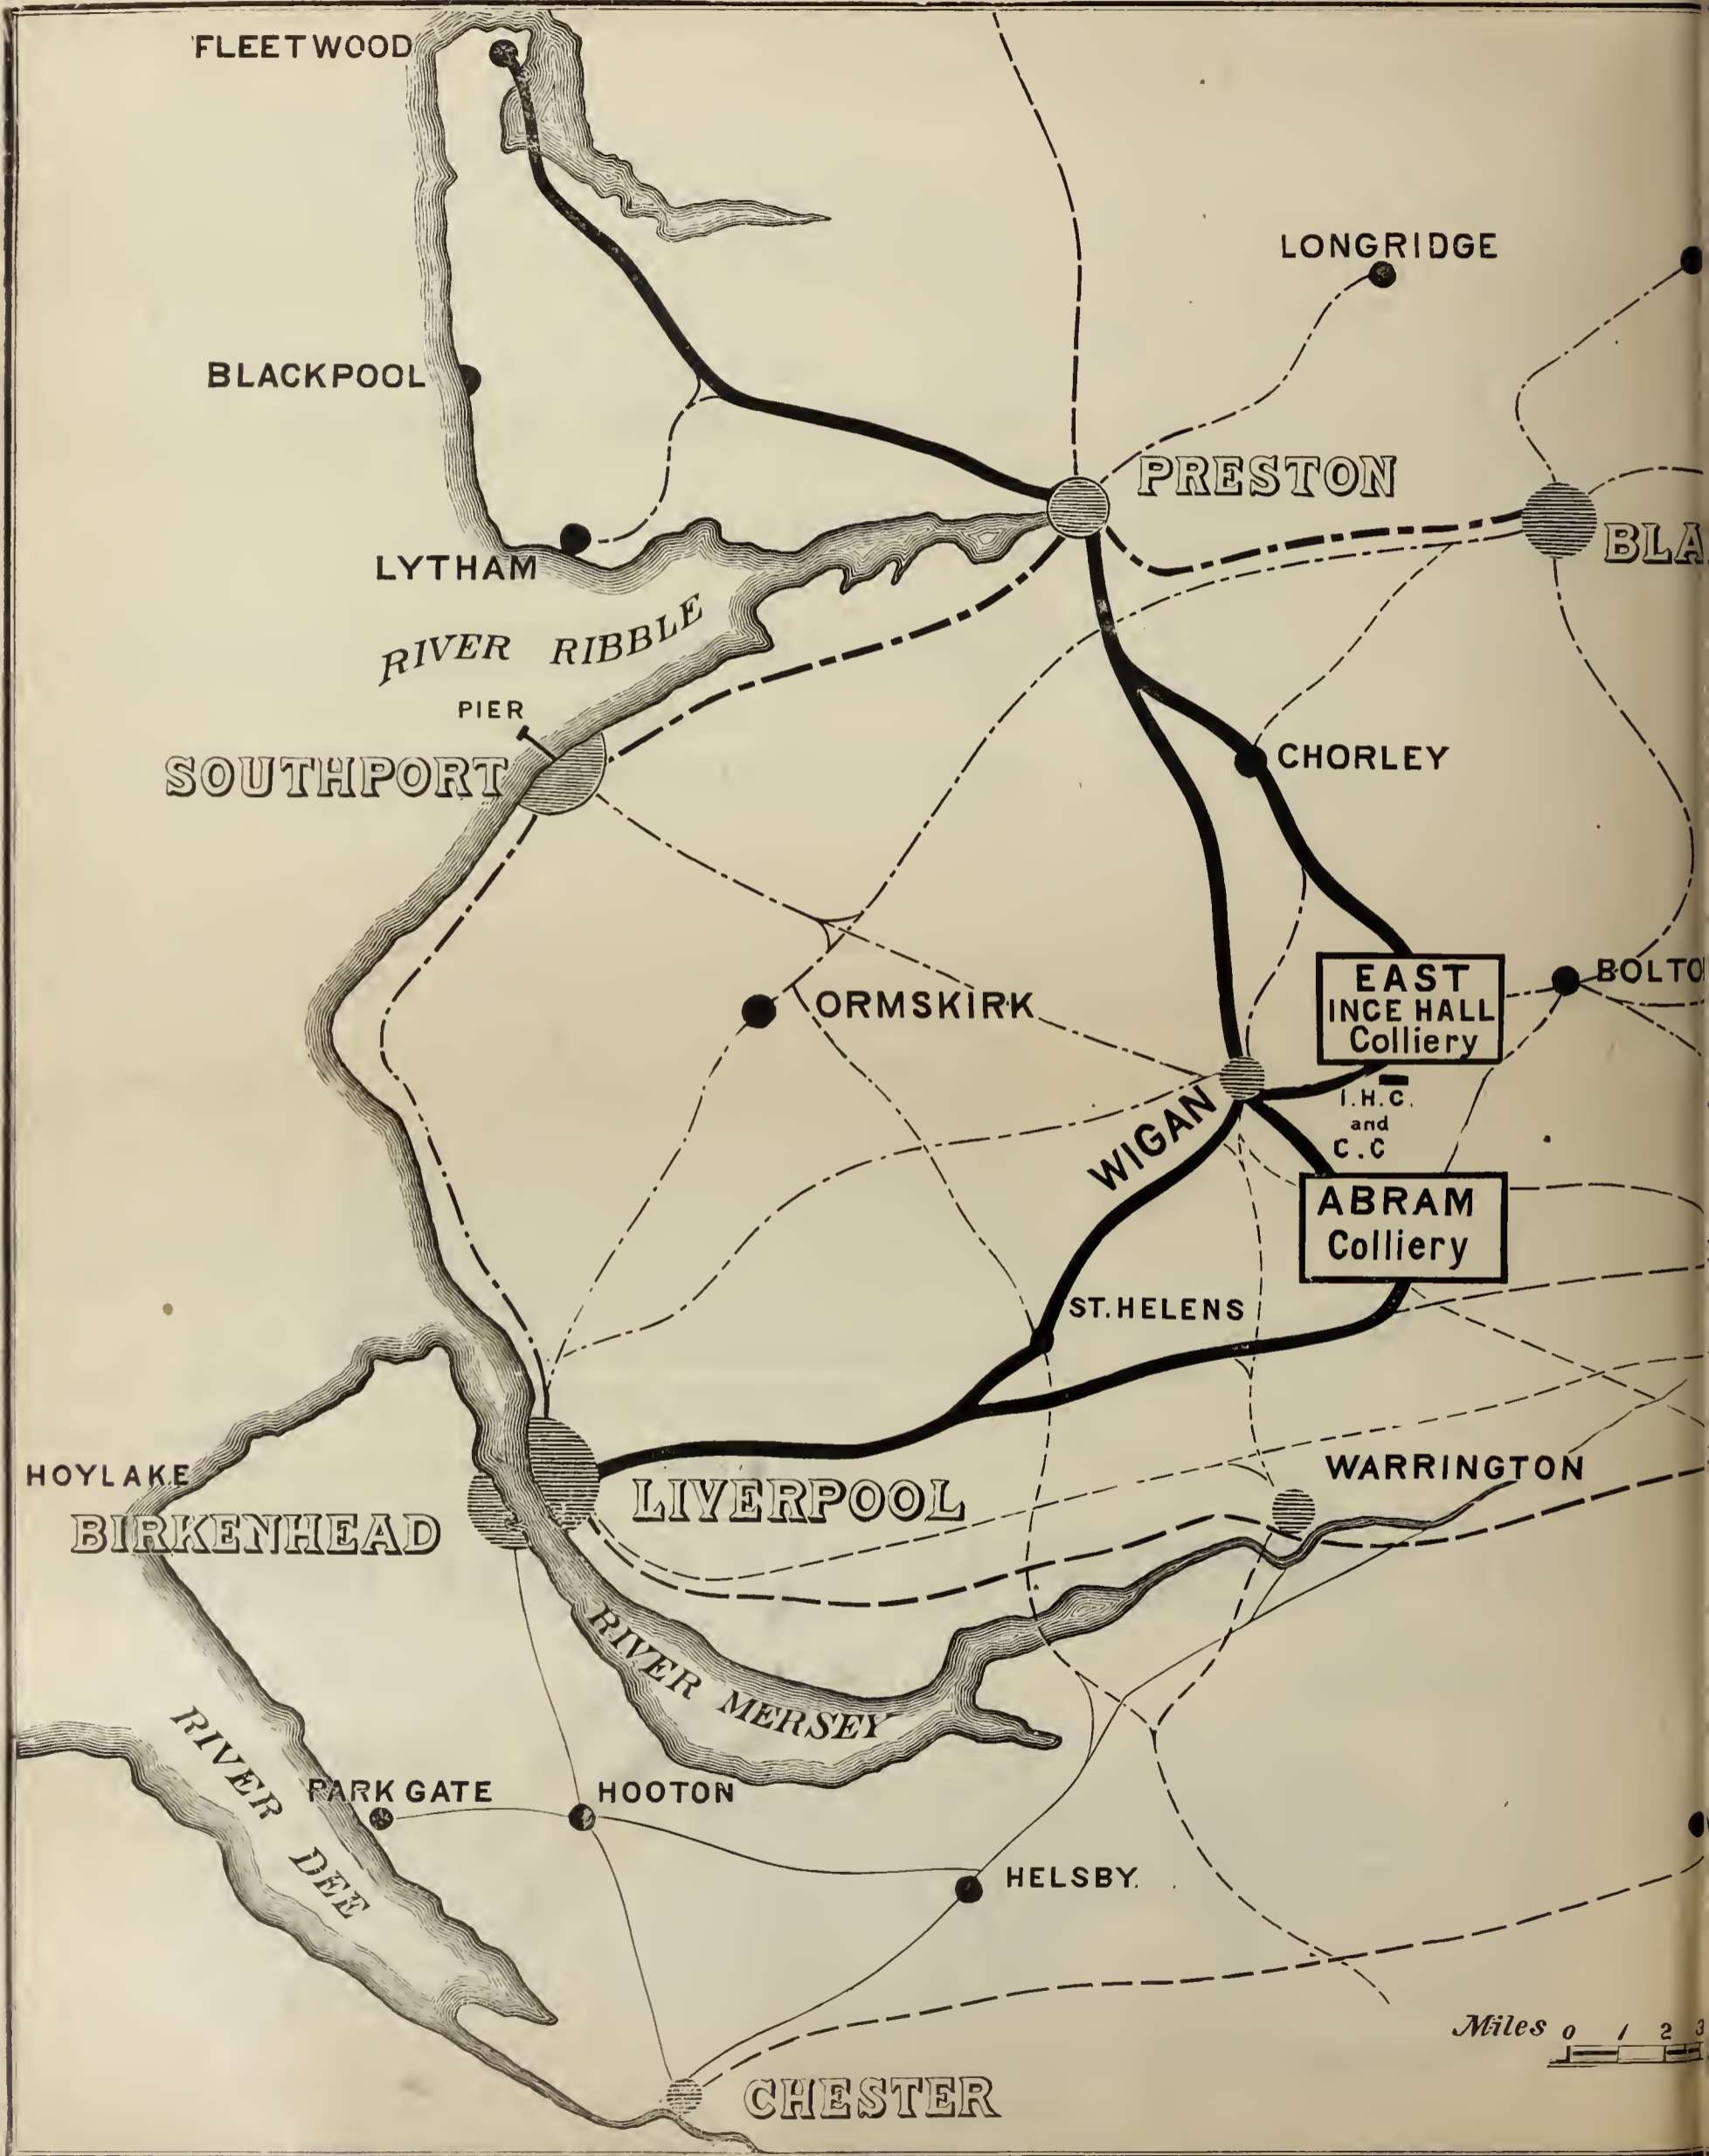 FLEETWOOD
LONGRIDGE
BLACKPOOL
PRESTON
BLA
LYTHAM
RIVER RIBBLE
PIER
SOUTHPORT
CHORLEY
EAST
INCE HALL
Colliery
BOLTO
ORMSKIRK
WIGAN
I.H.C.
and
C.C
ABRAM
Colliery
ST. HELENS
HOYLAKE
WARRINGTON
LIVERPOOL
BIRKENHEAD
RIVER MERSEY
RIVER DEE
PARK GATE
HOOTON
HELSBY.
Miles 0 1 2 3
CHESTER